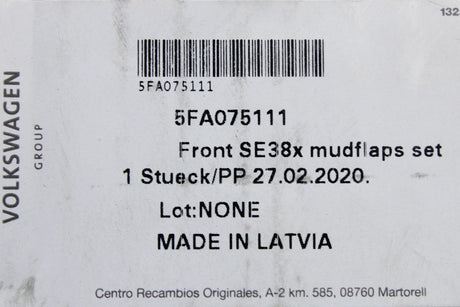 132
VOLKSWAGEN
GROUP
5FA075111
5FA075111
Front SE38x mudflaps set
1 Stueck/PP 27.02.2020.
Lot:NONE
MADE IN LATVIA
Centro Recambios Originales, A-2 km. 585, 08760 Martorell